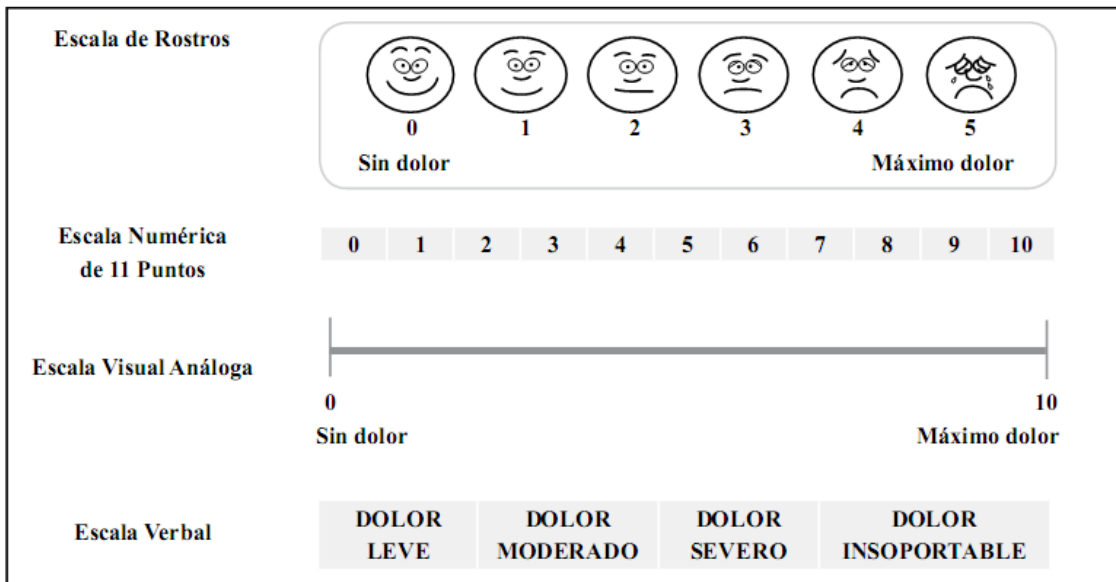 Escala de Rostros
0 1 2 3 4 5
Sin dolor Máximo dolor
Escala Numérica
de 11 Puntos
0 1 2 3 4 5 6 7 8 9 10
Escala Visual Análoga
0 10
Sin dolor Máximo dolor
Escala Verbal
DOLOR LEVE
DOLOR MODERADO
DOLOR SEVERO
DOLOR INSOPORTABLE